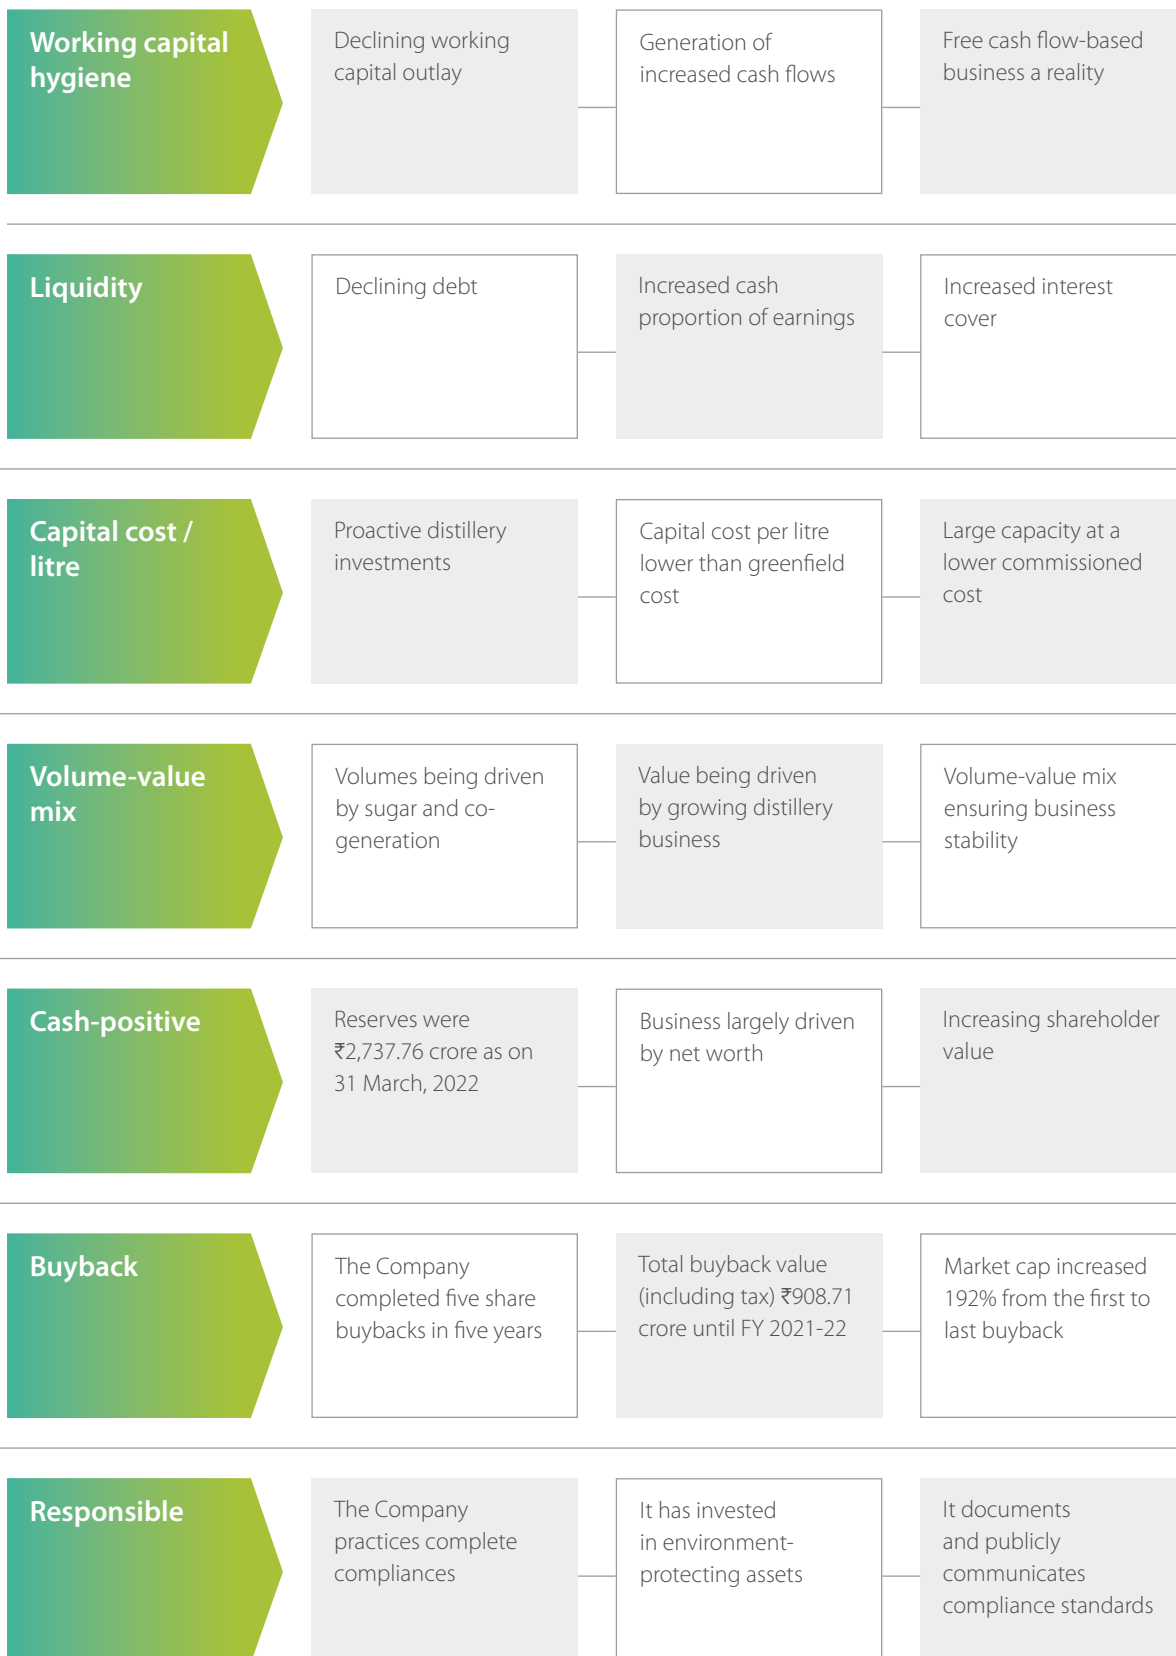 Working capital
hygiene
Declining working
capital outlay
Generation of
increased cash flows
Free cash flow-based
business a reality
Liquidity
Declining debt
Increased cash
proportion of earnings
Increased interest
cover
Capital cost /
litre
Proactive distillery
investments
Capital cost per litre
lower than greenfield
cost
Large capacity at a
lower commissioned
cost
Volume-value
mix
Volumes being driven
by sugar and co-
generation
Value being driven
by growing distillery
business
Volume-value mix
ensuring business
stability
Cash-positive
Reserves were
₹2,737.76 crore as on
31 March, 2022
Business largely driven
by net worth
Increasing shareholder
value
Buyback
The Company
completed five share
buybacks in five years
Total buyback value
(including tax) ₹908.71
crore until FY 2021-22
Market cap increased
192% from the first to
last buyback
Responsible
The Company
practices complete
compliances
It has invested
in environment-
protecting assets
It documents
and publicly
communicates
compliance standards